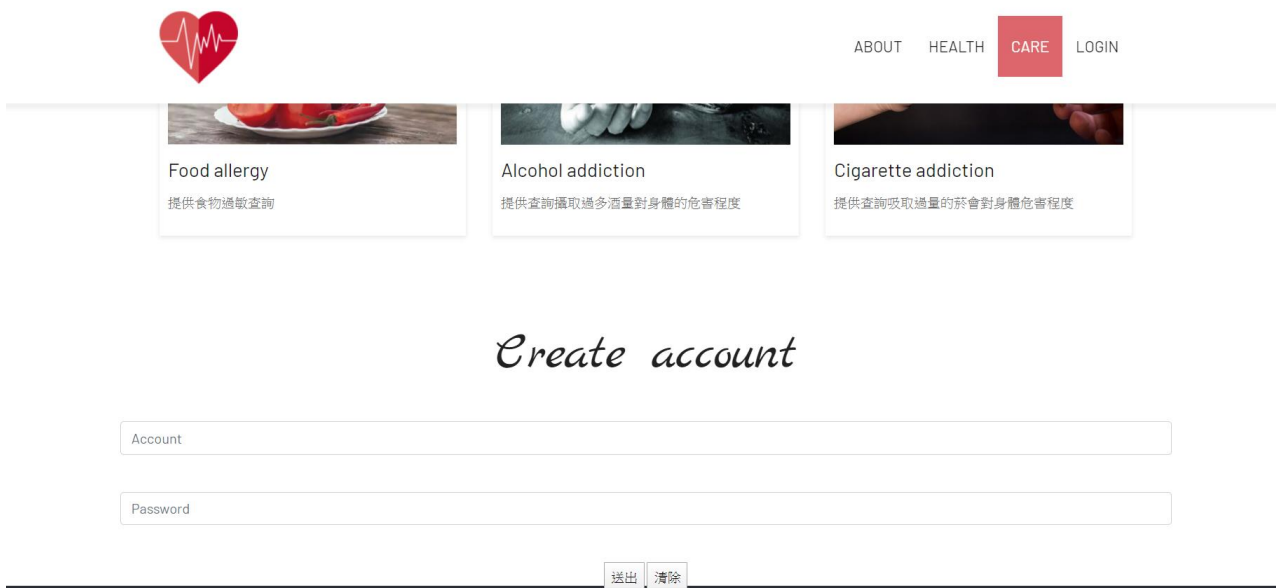 ABOUT HEALTH CARE LOGIN
Food allergy
提供食物過敏查詢
Alcohol addiction
提供查詢攝取過多酒量對身體的危害程度
Cigarette addiction
提供查詢吸取過量的菸會對身體危害程度
Create account
Account
Password
送出 清除